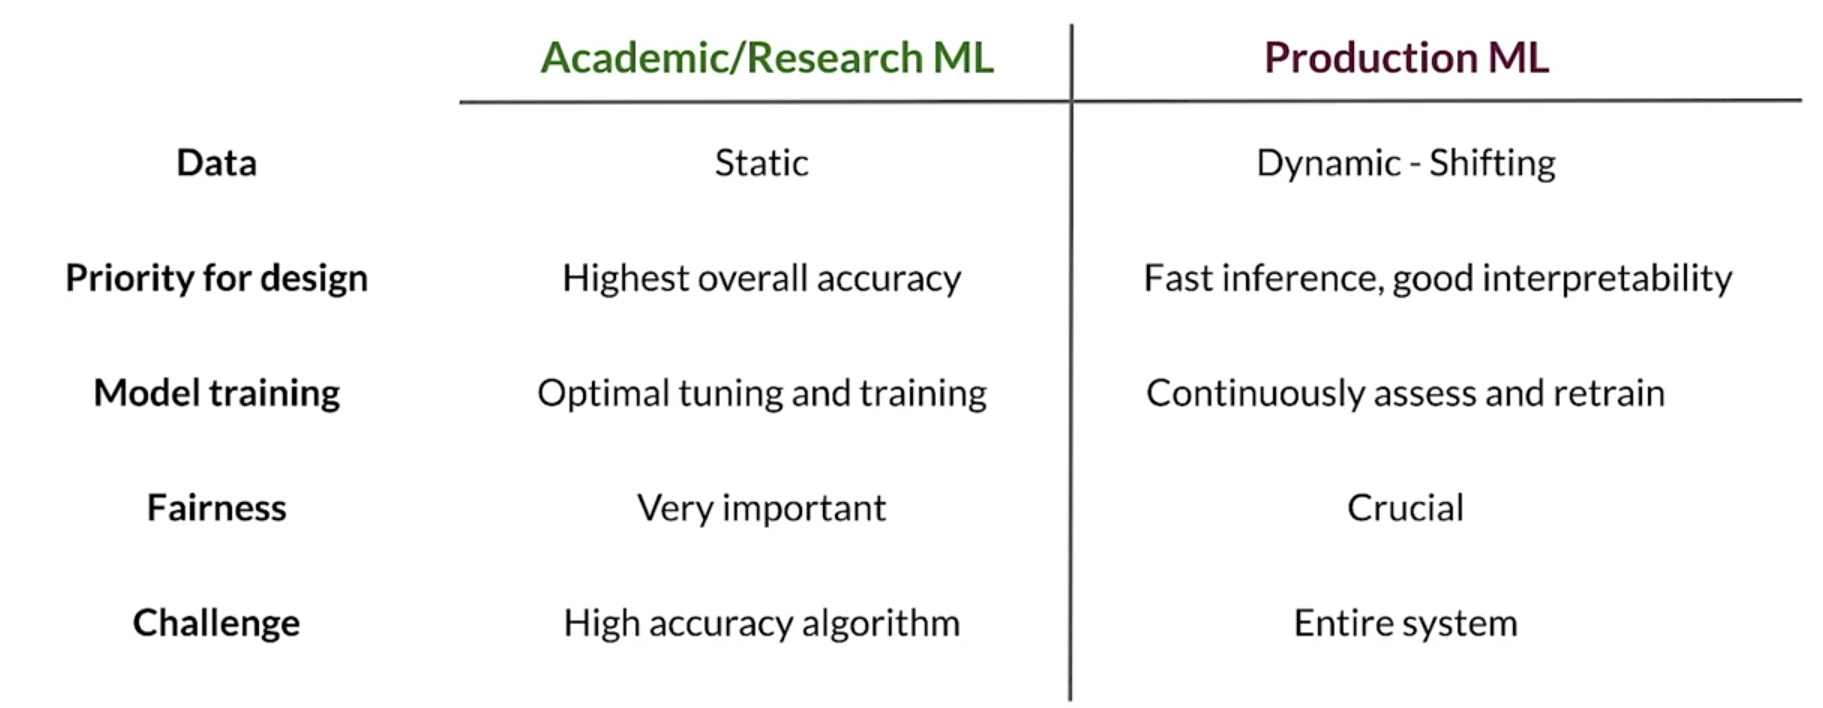 Academic/Research ML Production ML
Data Static Dynamic - Shifting
Priority for design Highest overall accuracy Fast inference, good interpretability
Model training Optimal tuning and training Continuously assess and retrain
Fairness Very important Crucial
Challenge High accuracy algorithm Entire system